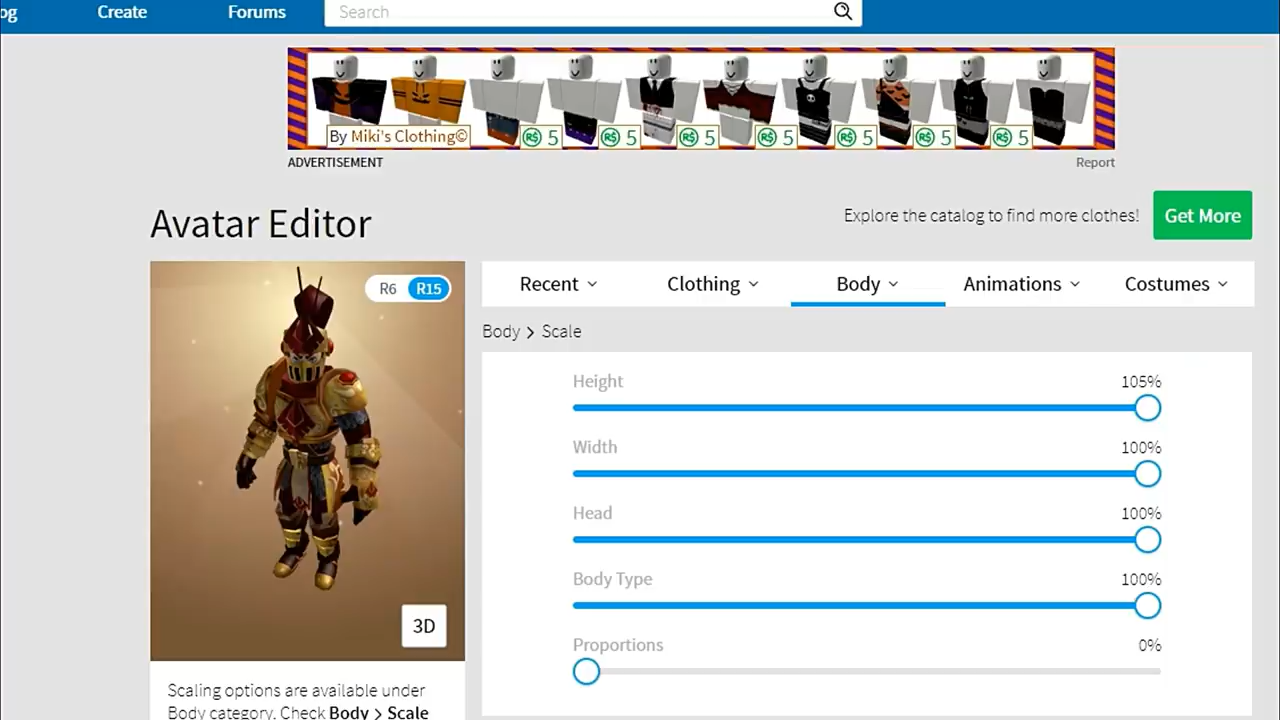 og Create Forums Search
By Miki's Clothing© R$ 5 R$ 5 R$ 5 R$ 5 R$ 5 R$ 5 R$ 5
ADVERTISEMENT Report
Avatar Editor
Explore the catalog to find more clothes! Get More
R6 R15
Recent Clothing Body Animations Costumes
Body > Scale
Height 105%
Width 100%
Head 100%
Body Type 100%
Proportions 0%
3D
Scaling options are available under
Body category. Check Body > Scale